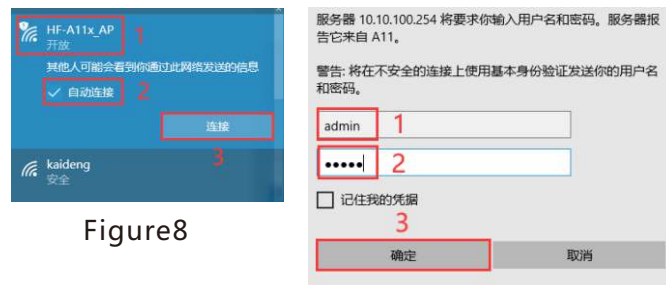 HF-A11x_AP
1
开放
其他人可能会看到你通过此网络发送的信息
自动连接
2
连接
3
kaideng
安全
Figure8
服务器 10.10.100.254 将要求你输入用户名和密码。服务器报
告它来自 A11。
警告: 将在不安全的连接上使用基本身份验证发送你的用户名
和密码。
admin
1
•••••
2
记住我的凭据
3
确定
取消